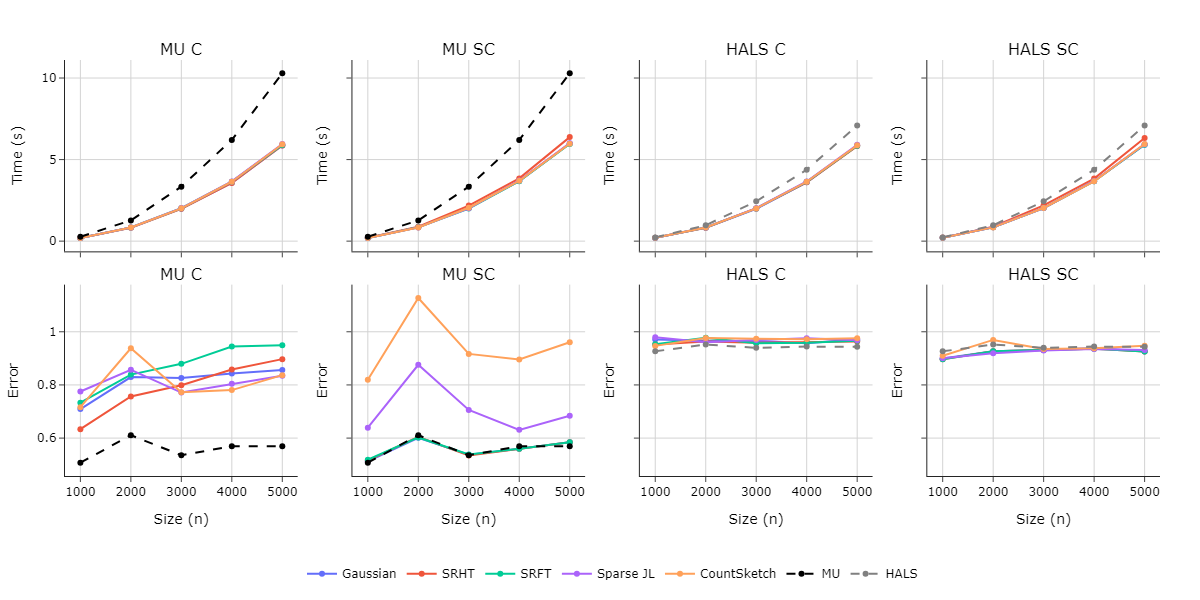 MU C
MU SC
HALS C
HALS SC
Time (s)
10
5
0
Time (s)
Time (s)
Time (s)
MU C
MU SC
HALS C
HALS SC
Error
1
0.8
0.6
Error
Error
Error
1000 2000 3000 4000 5000
1000 2000 3000 4000 5000
1000 2000 3000 4000 5000
1000 2000 3000 4000 5000
Size (n)
Size (n)
Size (n)
Size (n)
Gaussian SRHT SRFT Sparse JL CountSketch MU HALS